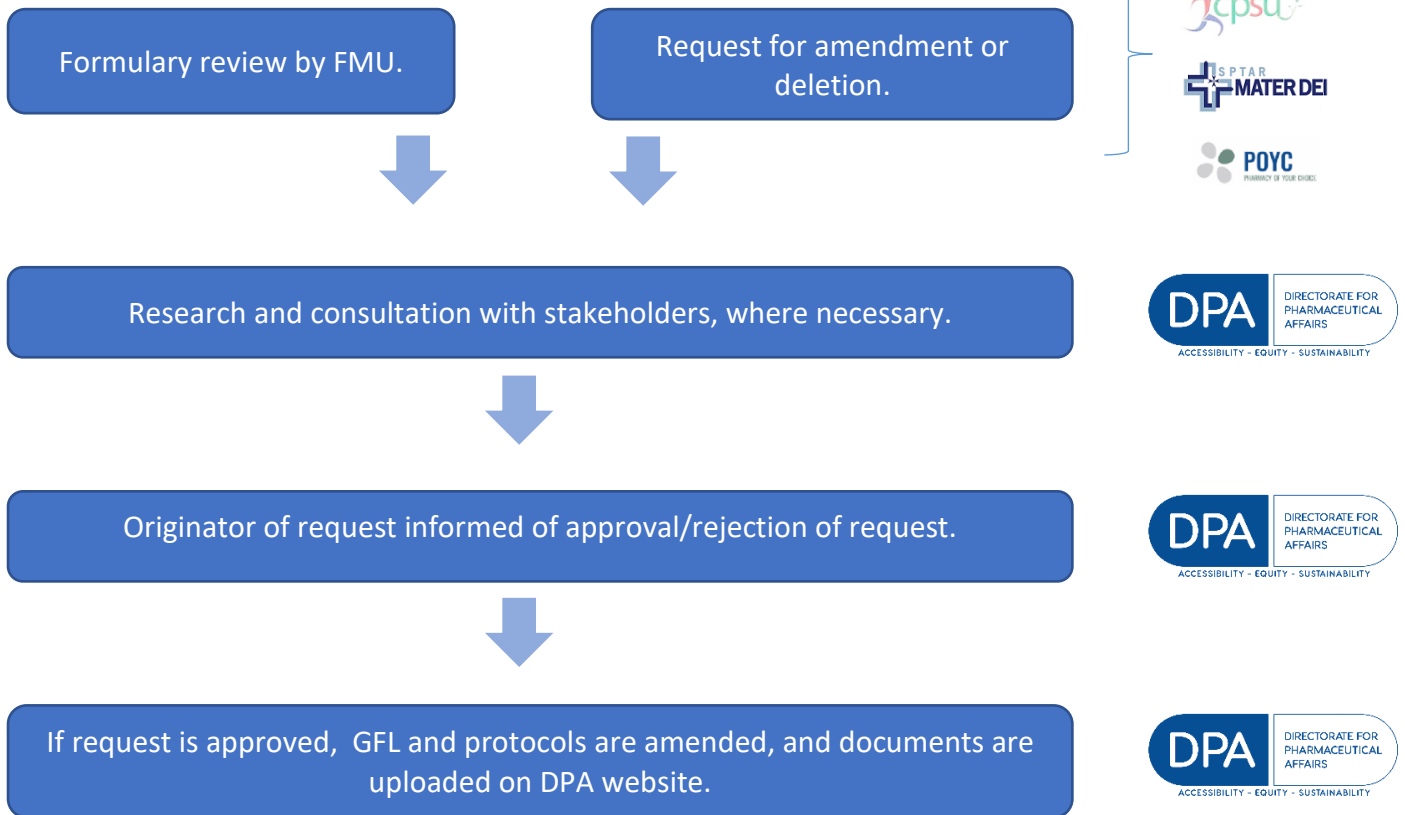 cpsu
Formulary review by FMU.
Request for amendment or
deletion.
SPTAR
MATER DEI
POYC
PHARMACY OF YOUR CHOICE
Research and consultation with stakeholders, where necessary.
DPA
DIRECTORATE FOR
PHARMACEUTICAL
AFFAIRS
ACCESSIBILITY - EQUITY - SUSTAINABILITY
Originator of request informed of approval/rejection of request.
DPA
DIRECTORATE FOR
PHARMACEUTICAL
AFFAIRS
ACCESSIBILITY - EQUITY - SUSTAINABILITY
If request is approved,  GFL and protocols are amended, and documents are
uploaded on DPA website.
DPA
DIRECTORATE FOR
PHARMACEUTICAL
AFFAIRS
ACCESSIBILITY - EQUITY - SUSTAINABILITY